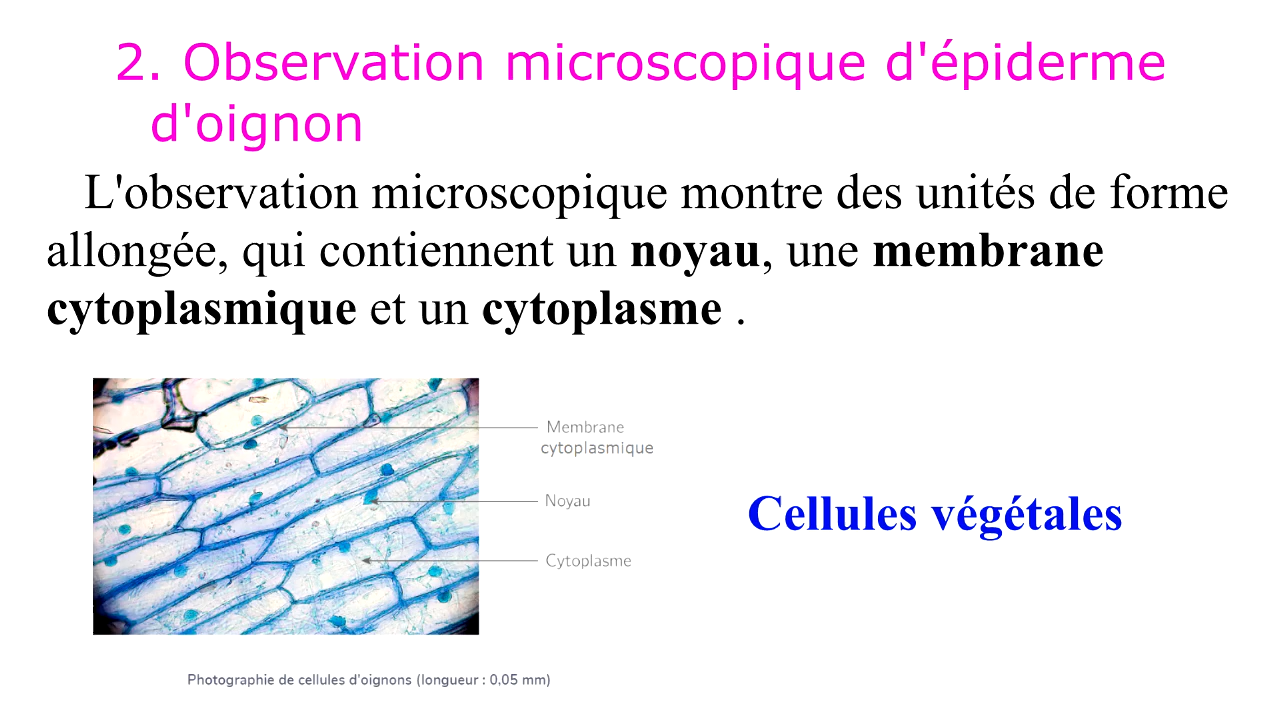 2. Observation microscopique d'épiderme
d'oignon
L'observation microscopique montre des unités de forme
allongée, qui contiennent un noyau, une membrane
cytoplasmique et un cytoplasme .
Membrane
cytoplasmique
Noyau
Cellules végétales
Cytoplasme
Photographie de cellules d'oignons (longueur : 0,05 mm)